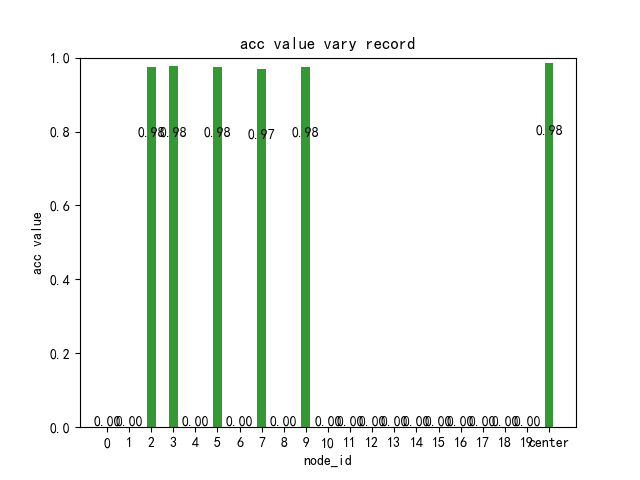 acc value vary record
acc value
1.0
0.8
0.6
0.4
0.2
0.0
0.98 0.98 0.98 0.97 0.98 0.98
0.00 0.00 0.00 0.00 0.00 0.00 0.00 0.00 0.00 0.00 0.00 0.00 0.00 0.00 0.00
0 1 2 3 4 5 6 7 8 9 10 11 12 13 14 15 16 17 18 19 center
node_id